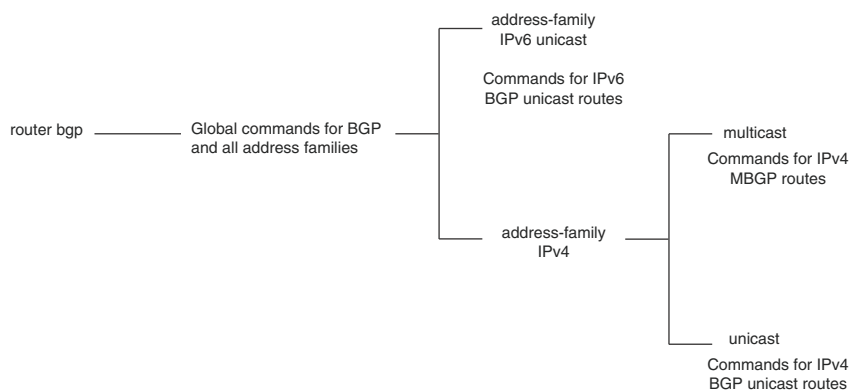 address-family
IPv6 unicast
Commands for IPv6
BGP unicast routes
router bgp
Global commands for BGP
and all address families
multicast
Commands for IPv4
MBGP routes
address-family
IPv4
unicast
Commands for IPv4
BGP unicast routes